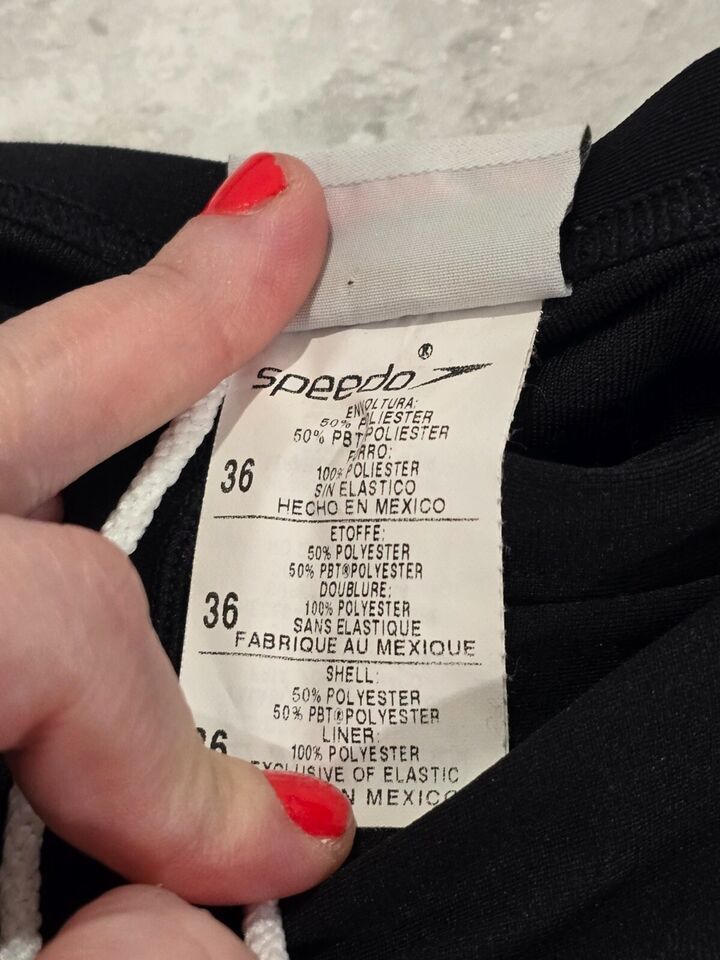 speedo®
ENVOLTURA:
50% POLIESTER
50% PBT POLIESTER
FORRO:
100% POLIESTER
SIN ELASTICO
36
HECHO EN MEXICO
ETOFFE:
50% POLYESTER
50% PBT®POLYESTER
DOUBLURE:
100% POLYESTER
36
SANS ELASTIQUE
FABRIQUE AU MEXIQUE
SHELL:
50% POLYESTER
50% PBT®POLYESTER
LINER:
36
100% POLYESTER
EXCLUSIVE OF ELASTIC
IN MEXICO